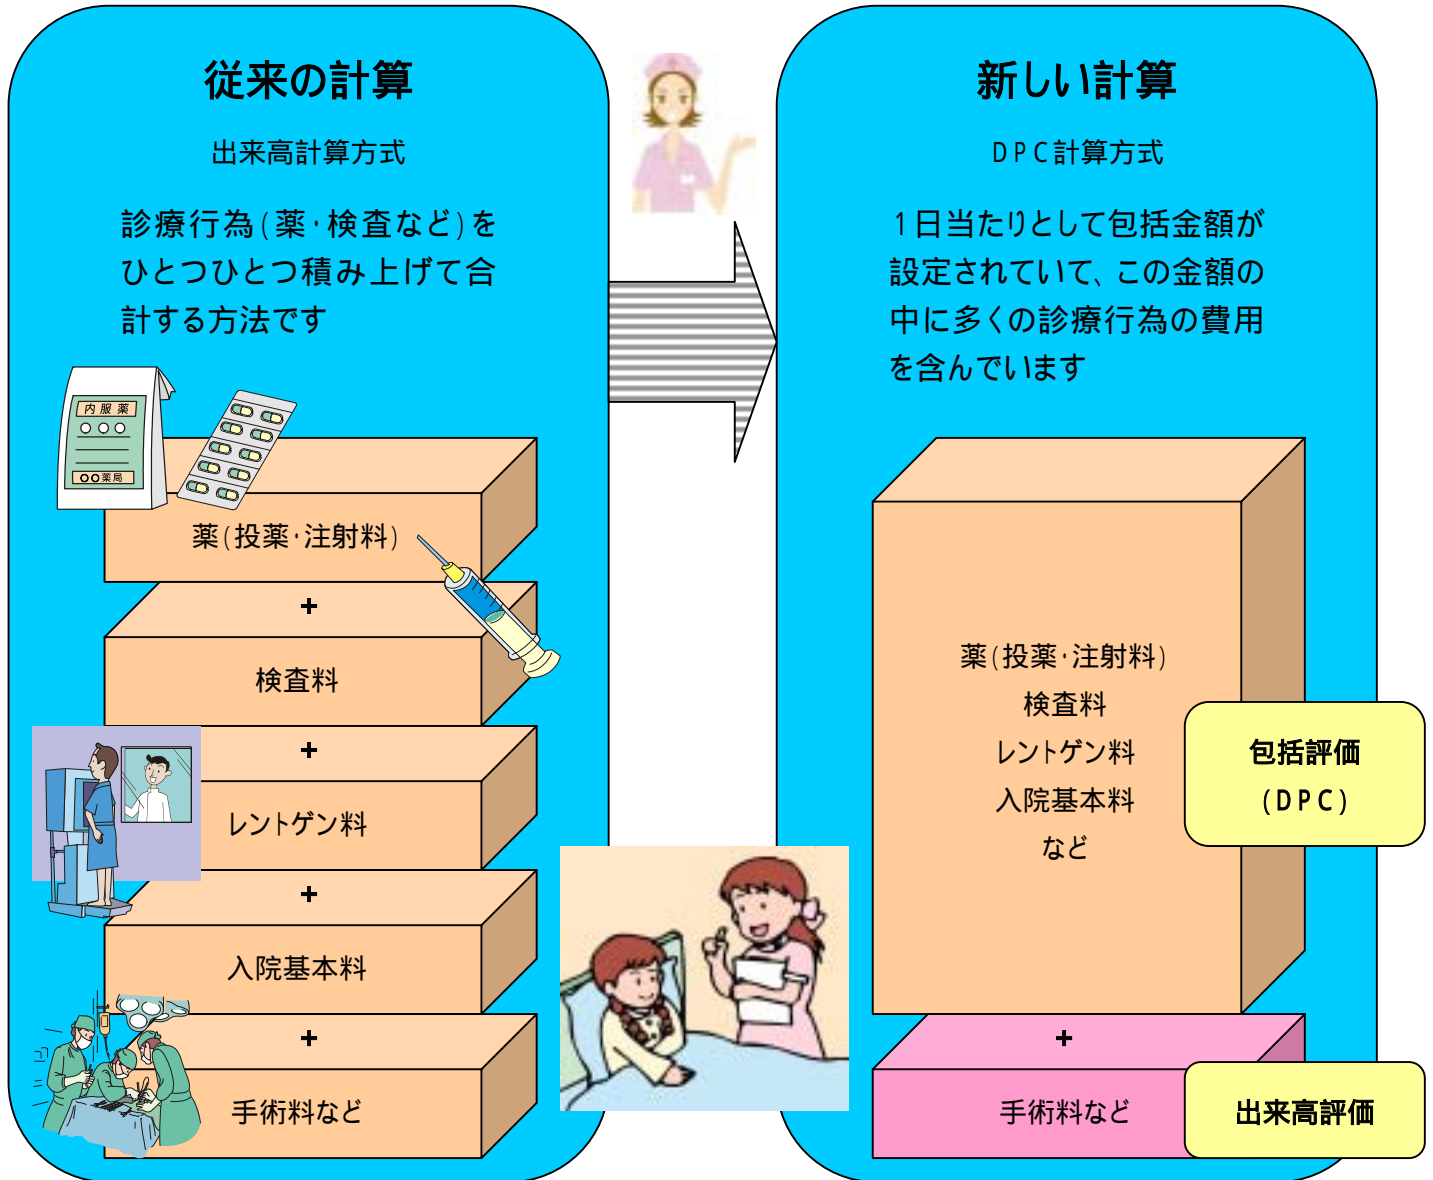 従来の計算
出来高計算方式
診療行為(薬・検査など)を
ひとつひとつ積み上げて合
計する方法です
内服薬
○○薬局
薬(投薬・注射料)
+
検査料
+
レントゲン料
+
入院基本料
+
手術料など
新しい計算
DPC計算方式
1日当たりとして包括金額が
設定されていて、この金額の
中に多くの診療行為の費用
を含んでいます
薬(投薬・注射料)
検査料
レントゲン料
入院基本料
など
包括評価
(DPC)
+
手術料など
出来高評価